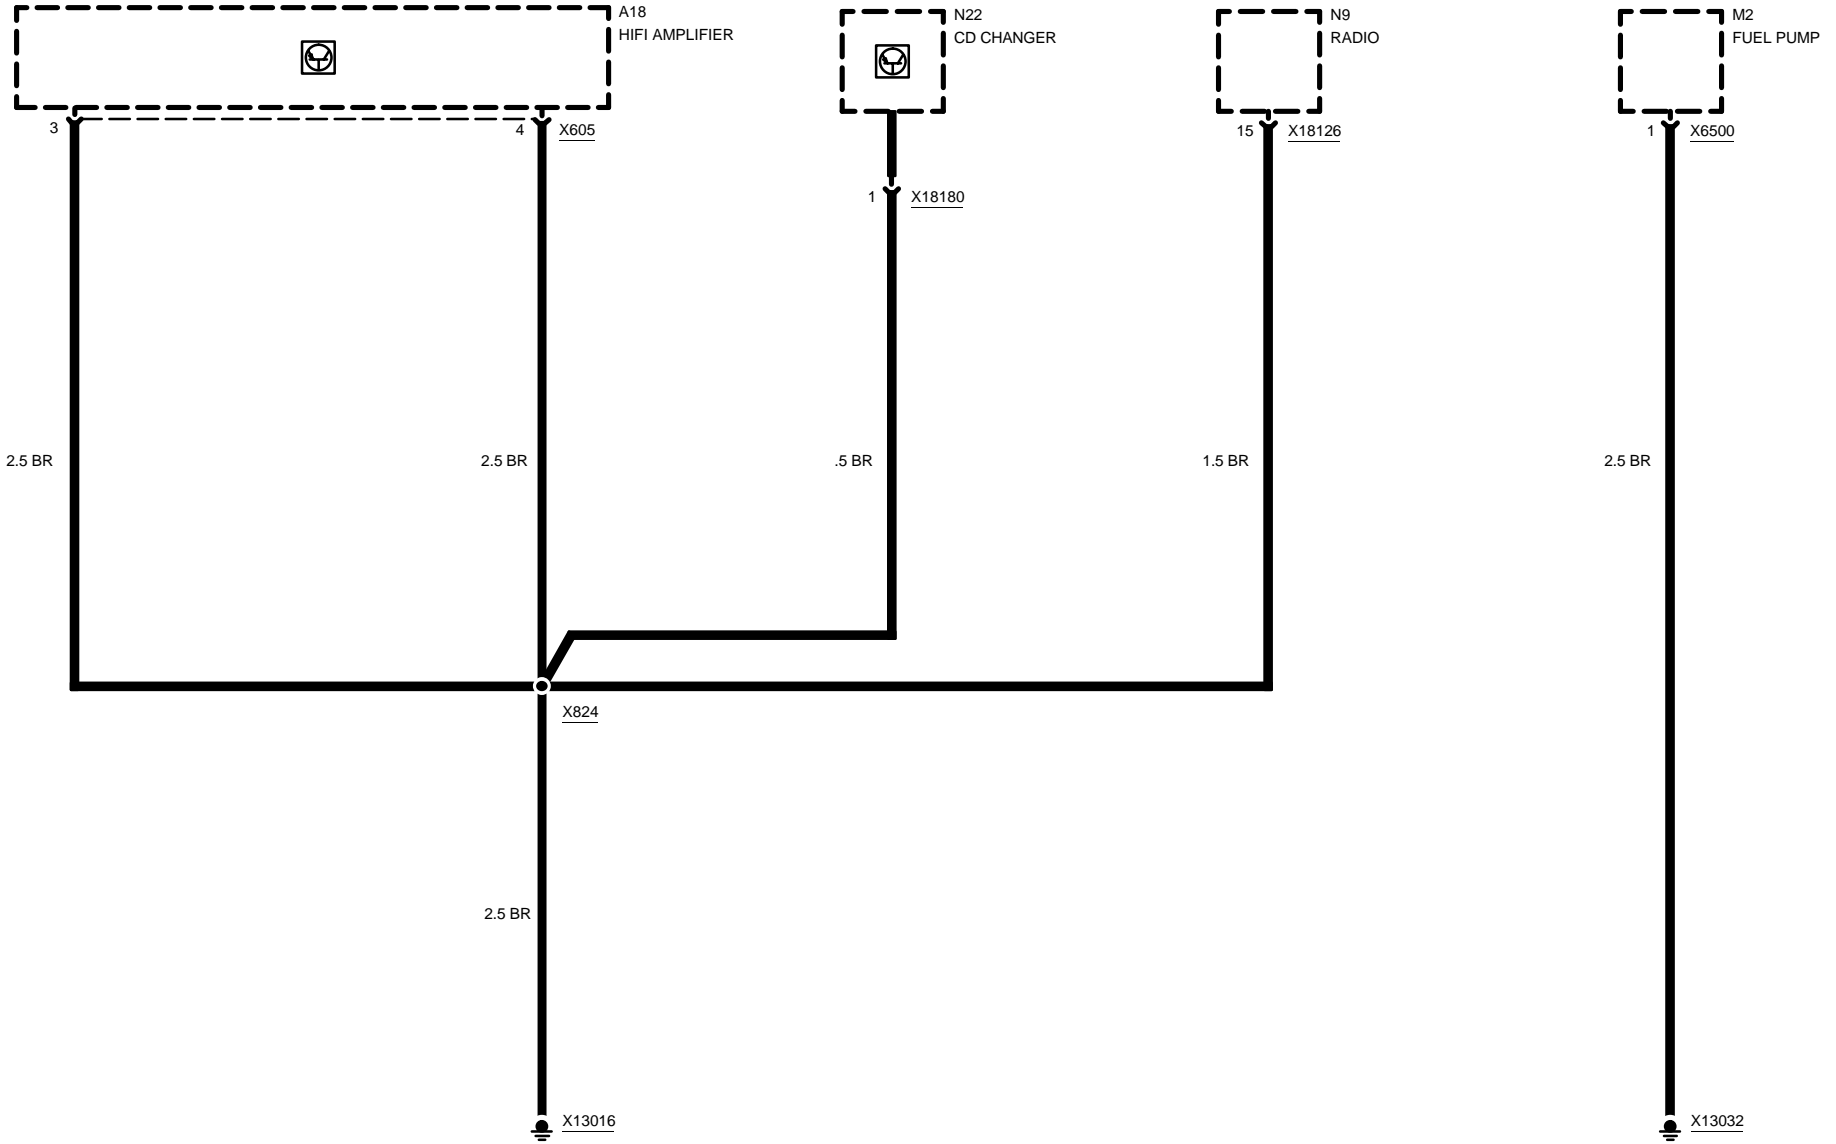 A18
HIFI AMPLIFIER
N22
CD CHANGER
N9
RADIO
M2
FUEL PUMP
3
4
X605
15
X18126
1
X6500
1
X18180
2.5 BR
2.5 BR
.5 BR
1.5 BR
2.5 BR
X824
2.5 BR
X13016
X13032